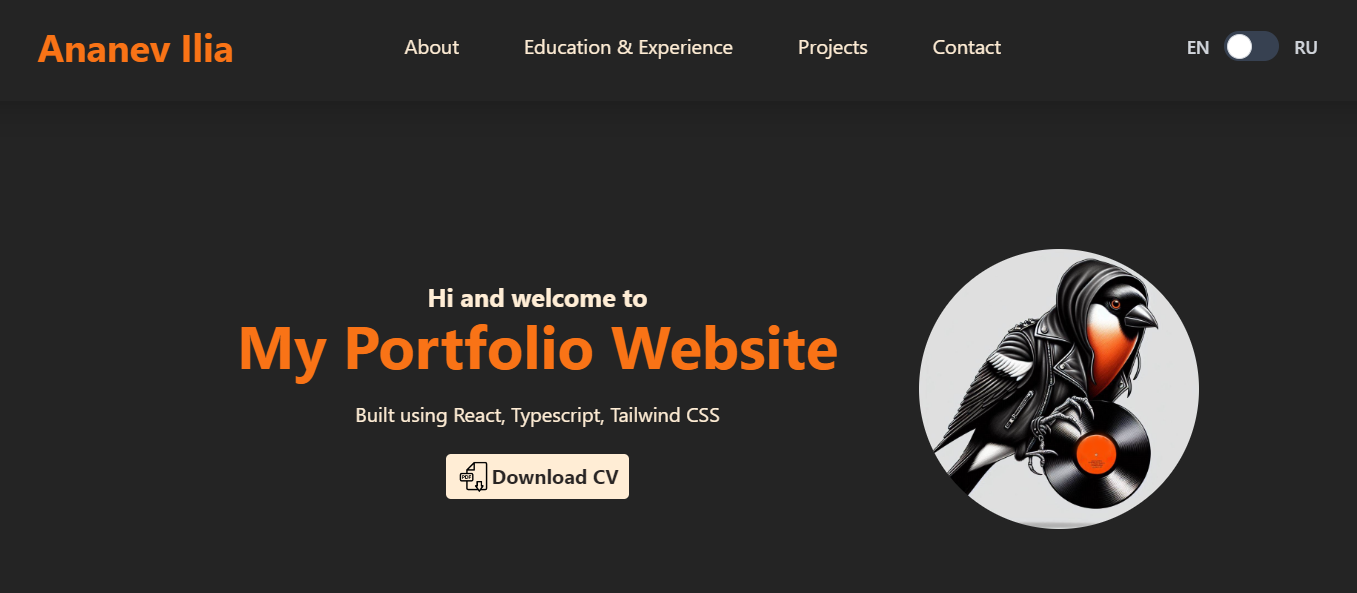 Ananev Ilia
About
Education & Experience
Projects
Contact
EN
RU
Hi and welcome to
My Portfolio Website
Built using React, Typescript, Tailwind CSS
PDF
Download CV